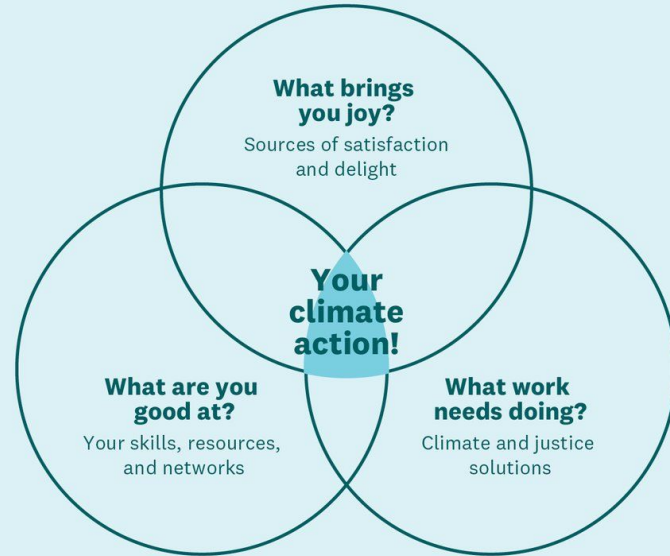 What brings
you joy?
Sources of satisfaction
and delight
Your
climate
action!
What are you
good at?
Your skills, resources,
and networks
What work
needs doing?
Climate and justice
solutions